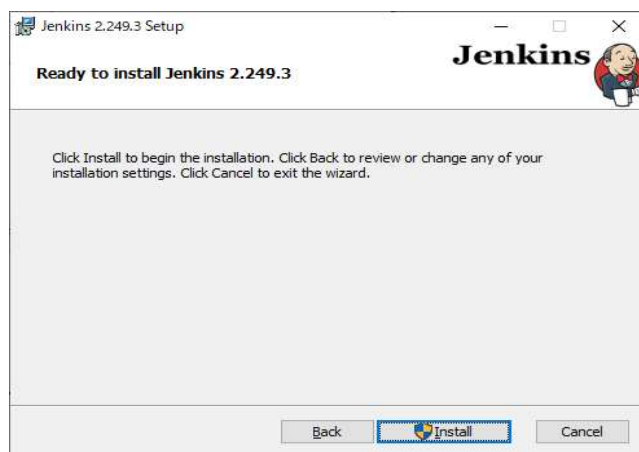 Jenkins 2.249.3 Setup
Jenkins
Ready to install Jenkins 2.249.3
Click Install to begin the installation. Click Back to review or change any of your
installation settings. Click Cancel to exit the wizard.
Back
Install
Cancel